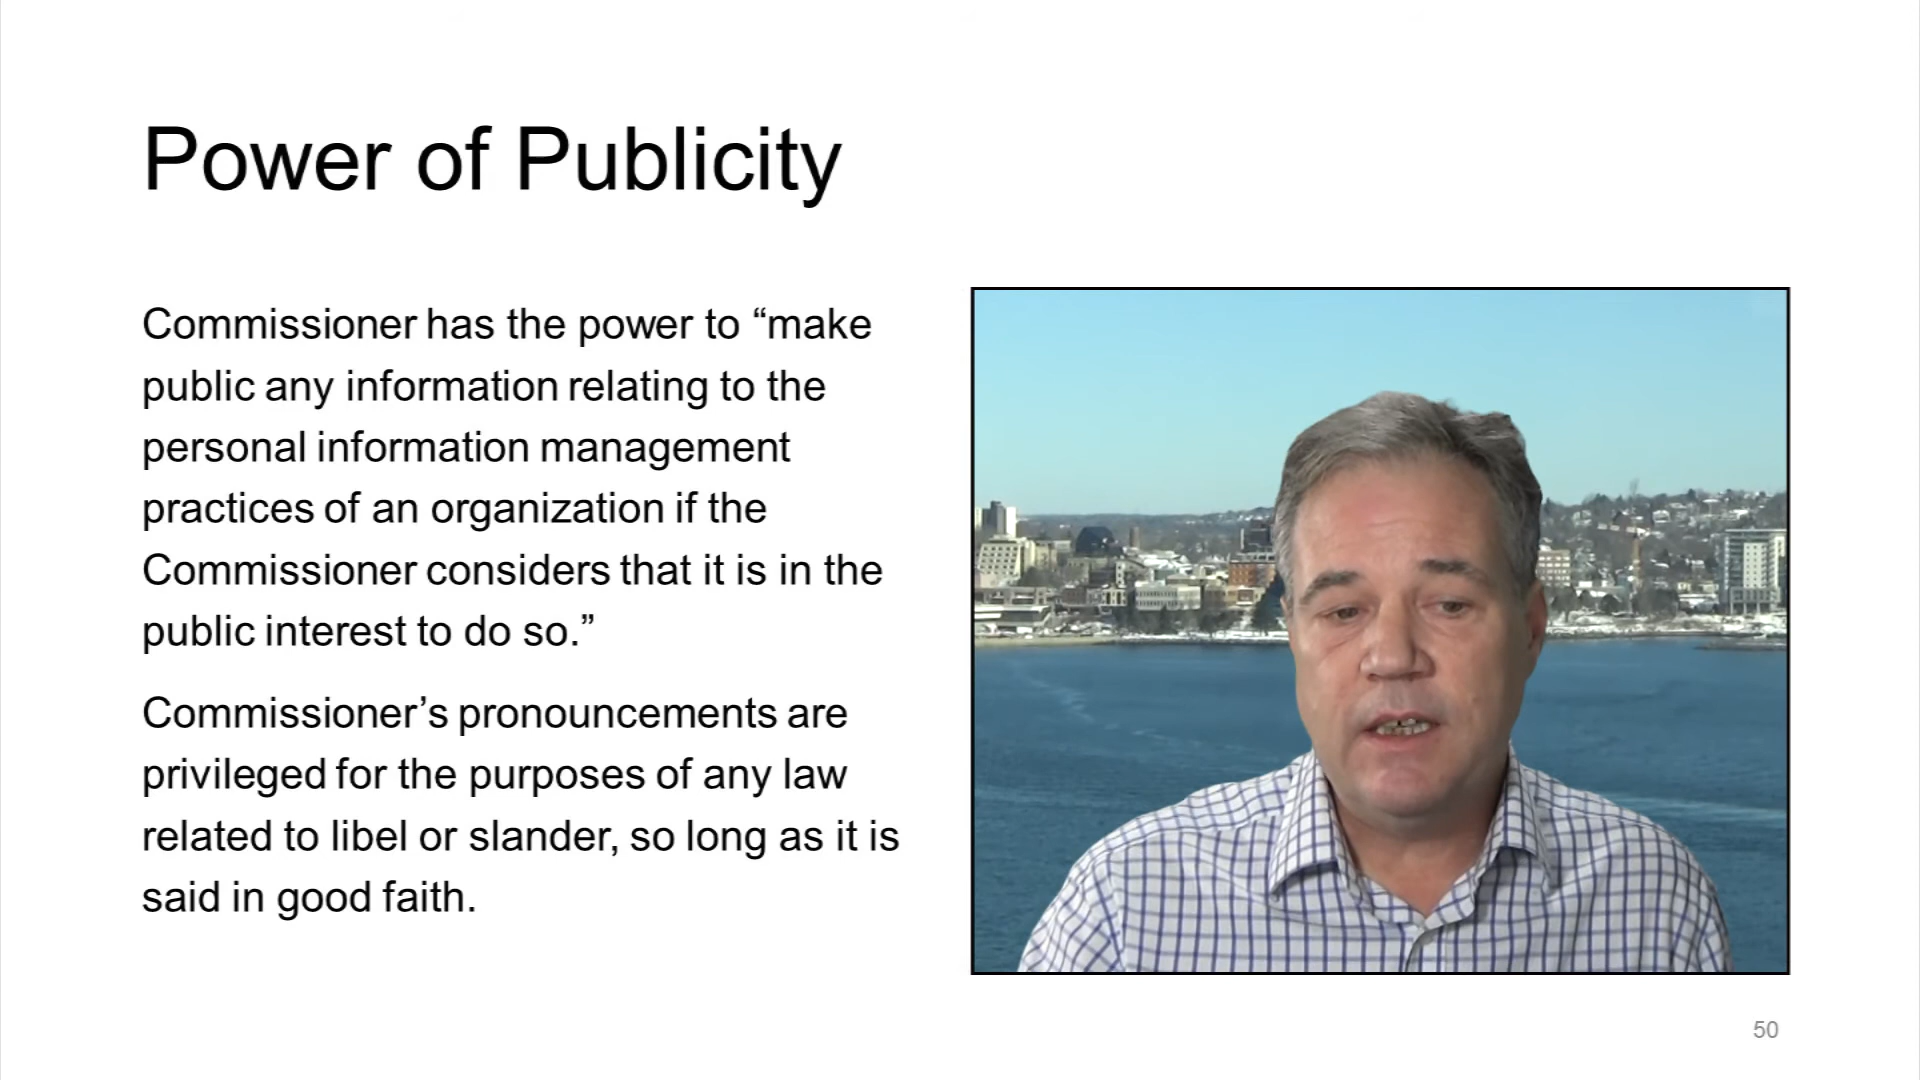 Power of Publicity
Commissioner has the power to “make
public any information relating to the
personal information management
practices of an organization if the
Commissioner considers that it is in the
public interest to do so.”
Commissioner’s pronouncements are
privileged for the purposes of any law
related to libel or slander, so long as it is
said in good faith.
50